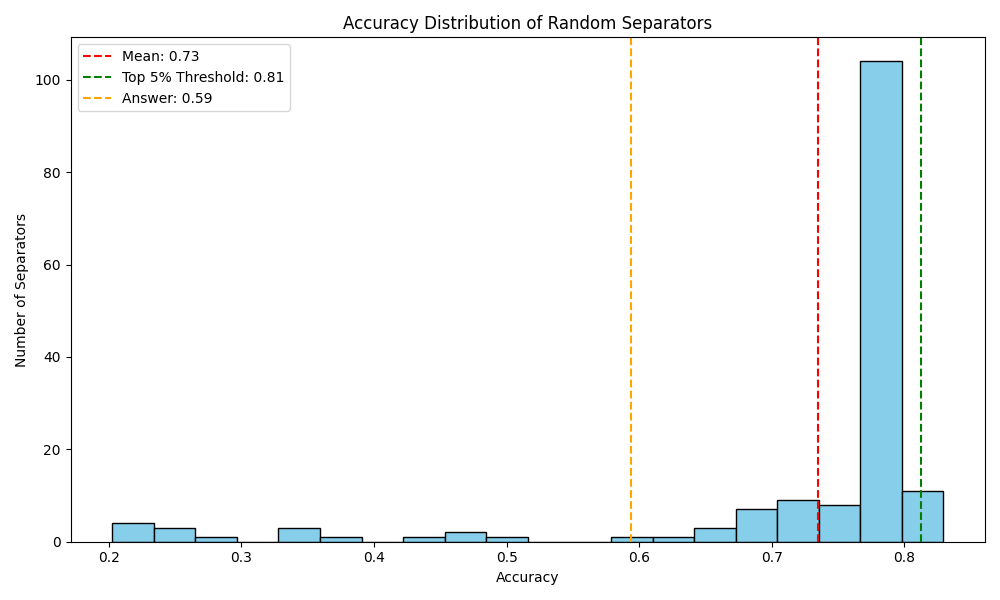 Accuracy Distribution of Random Separators
Mean: 0.73
Top 5% Threshold: 0.81
Answer: 0.59
Number of Separators
100
80
60
40
20
0
0.2 0.3 0.4 0.5 0.6 0.7 0.8
Accuracy